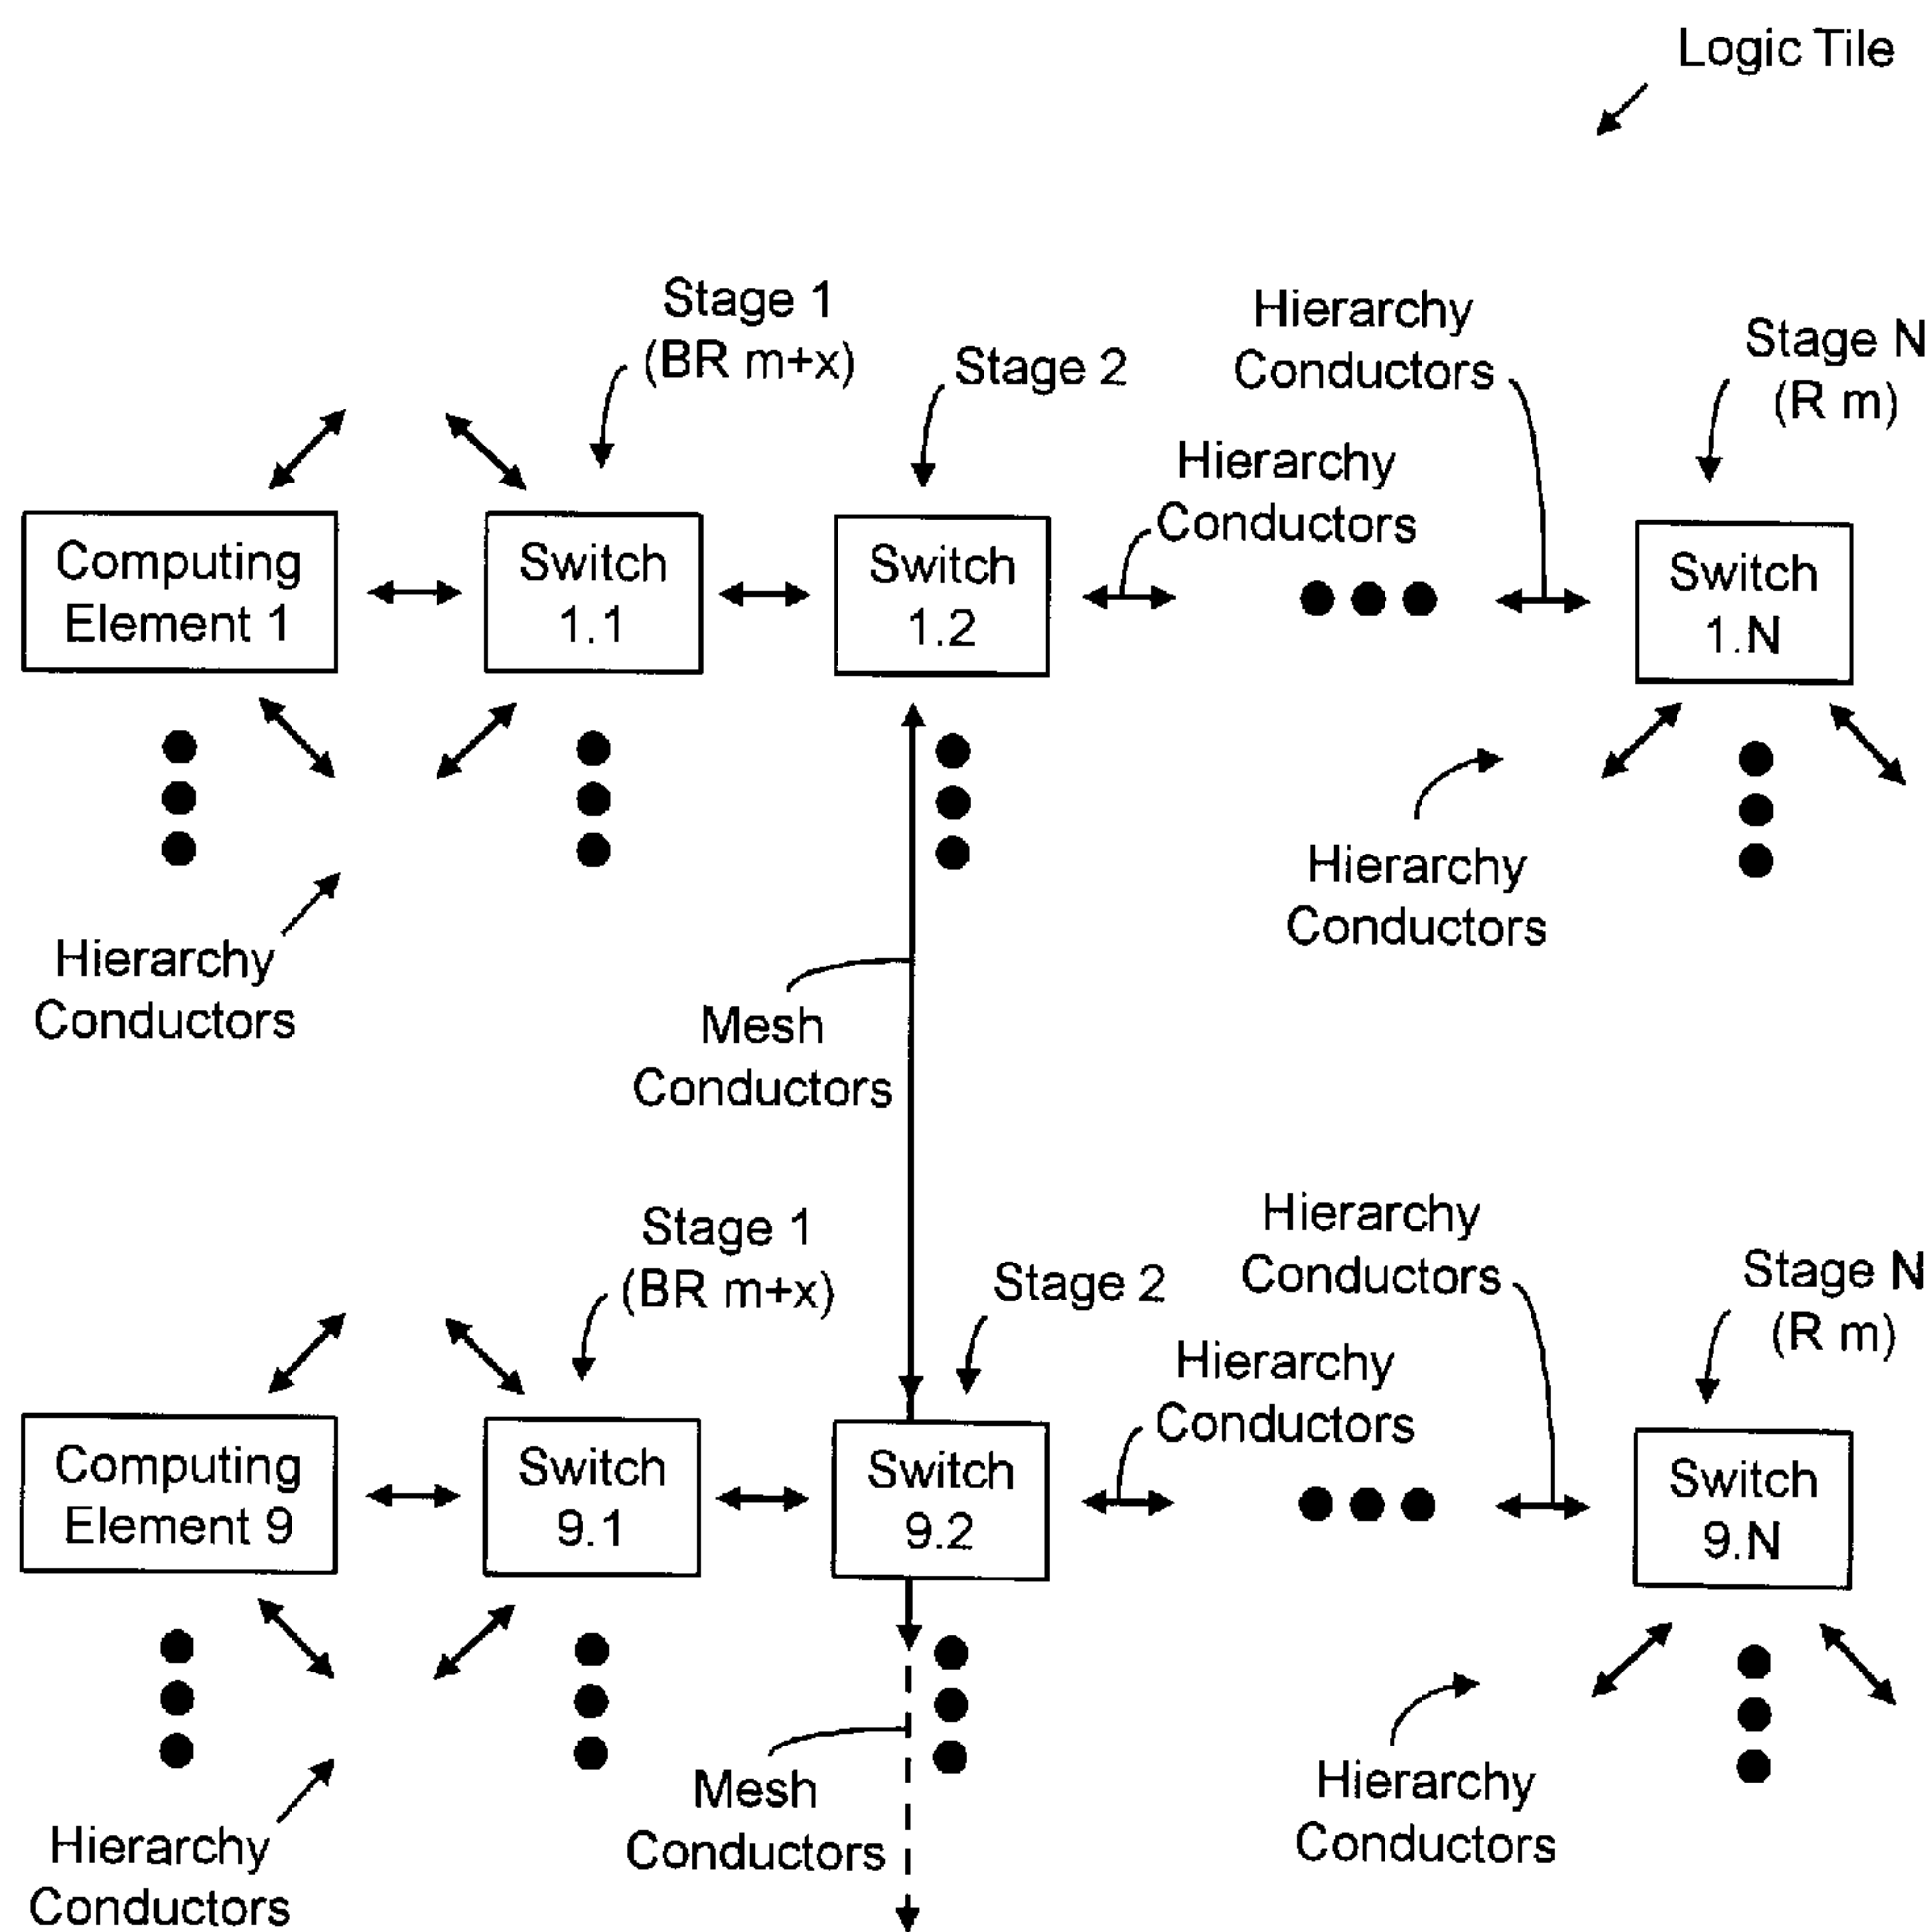 Logic Tile
Stage 1
(BR m+x)
Stage 2
Hierarchy
Conductors
Stage N
(R m)
Hierarchy
Conductors
Computing
Element 1
Switch
1.1
Switch
1.2
Switch
1.N
Hierarchy
Conductors
Hierarchy
Conductors
Mesh
Conductors
Stage 1
(BR m+x)
Stage 2
Hierarchy
Conductors
Stage N
(R m)
Hierarchy
Conductors
Computing
Element 9
Switch
9.1
Switch
9.2
Switch
9.N
Mesh
Conductors
Hierarchy
Conductors
Hierarchy
Conductors